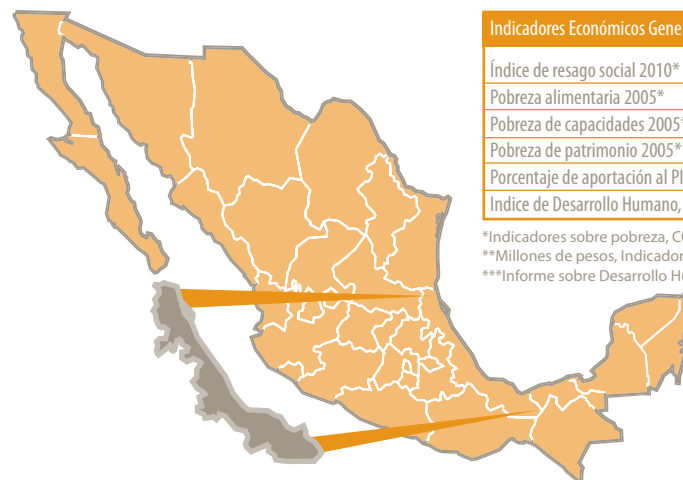 Indicadores Económicos Gene
Índice de resago social 2010*
Pobreza alimentaria 2005*
Pobreza de capacidades 2005*
Pobreza de patrimonio 2005*
Porcentaje de aportación al
Indice de Desarrollo Humano,
*Indicadores sobre pobreza,
**Millones de pesos, Indicador
***Informe sobre Desarrollo